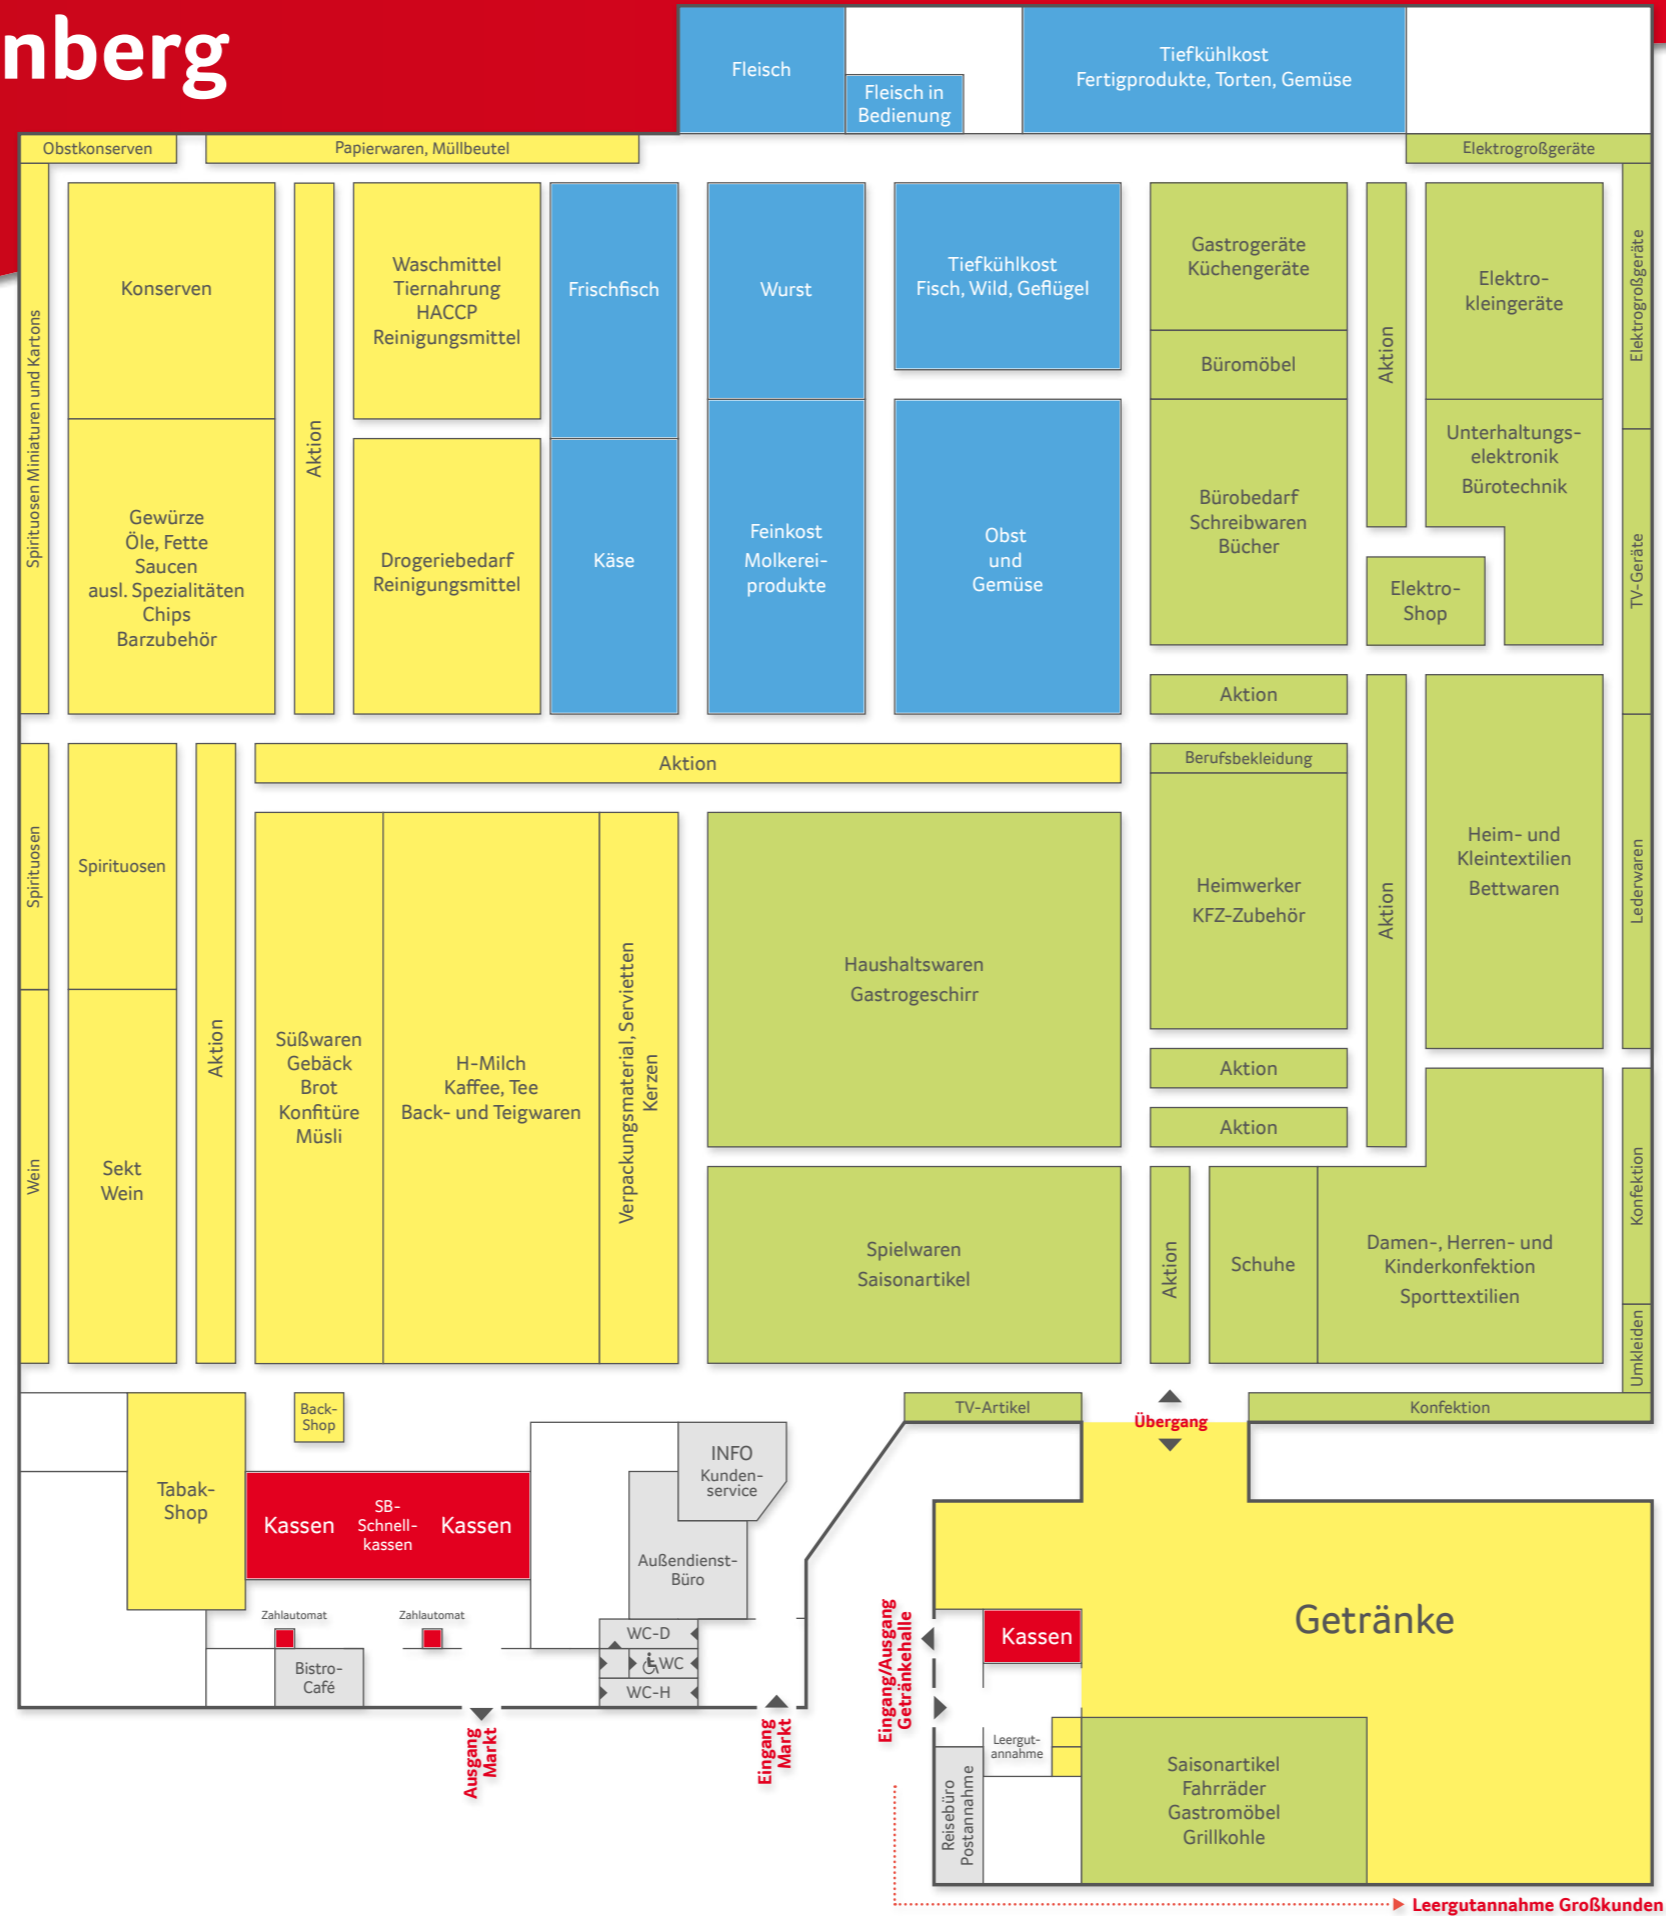 nberg
Fleisch
Fleisch in
Bedienung
Tiefkühlkost
Fertigprodukte, Torten, Gemüse
Obstkonserven
Papierwaren, Müllbeutel
Elektrogroßgeräte
Spirituosen Miniaturen und Kartons
Konserven
Aktion
Waschmittel
Tiernahrung
HACCP
Reinigungsmittel
Frischfisch
Wurst
Tiefkühlkost
Fisch, Wild, Geflügel
Gastrogeräte
Küchengeräte
Büromöbel
Aktion
Elektro-
kleingeräte
Elektrogroßgeräte
Gewürze
Öle, Fette
Saucen
ausl. Spezialitäten
Chips
Barzubehör
Drogeriebedarf
Reinigungsmittel
Käse
Feinkost
Molkerei-
produkte
Obst
und
Gemüse
Bürobedarf
Schreibwaren
Bücher
Unterhaltungs-
elektronik
Bürotechnik
Elektro-
Shop
TV-Geräte
Aktion
Aktion
Berufsbekleidung
Spirituosen
Spirituosen
Aktion
Heimwerker
KFZ-Zubehör
Aktion
Heim- und
Kleintextilien
Bettwaren
Lederwaren
Haushaltswaren
Gastrogeschirr
Süßwaren
Gebäck
Brot
Konfitüre
Müsli
H-Milch
Kaffee, Tee
Back- und Teigwaren
Verpackungsmaterial, Servietten
Kerzen
Aktion
Aktion
Wein
Sekt
Wein
Spielwaren
Saisonartikel
Aktion
Schuhe
Damen-, Herren- und
Kinderkonfektion
Sporttextilien
Konfektion
Umkleiden
Back-
Shop
TV-Artikel
Übergang
Konfektion
Tabak-
Shop
Kassen
SB-
Schnell-
kassen
Kassen
INFO
Kunden-
service
Außendienst-
Büro
Zahlautomat
Zahlautomat
Bistro-
Café
WC-D
WC
WC-H
Ausgang
Markt
Eingang
Markt
Eingang/Ausgang
Getränkehalle
Kassen
Getränke
Leergut-
annahme
Reisebüro
Postannahme
Saisonartikel
Fahrräder
Gastromöbel
Grillkohle
Leergutannahme Großkunden